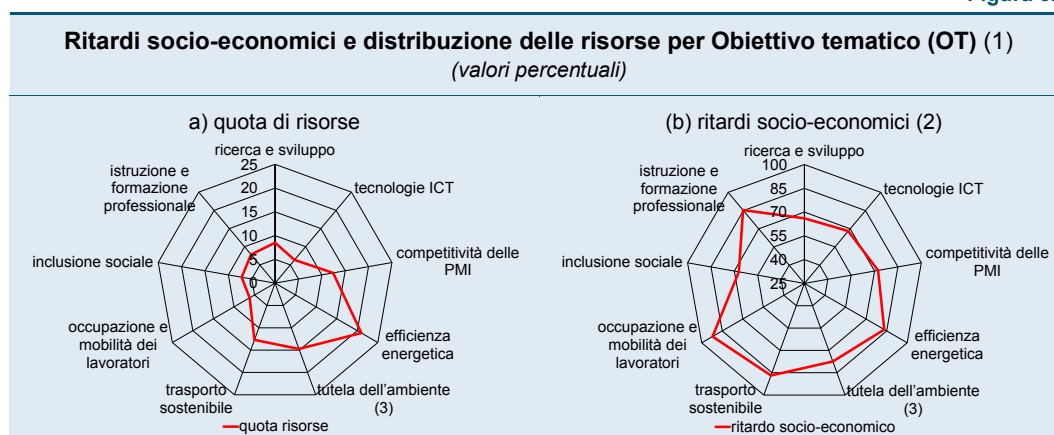 Ritardi socio-economici e distribuzione delle risorse per Obiettivo tematico (OT) (1)
(valori percentuali)
a) quota di risorse
ricerca e sviluppo
25
20
15
10
5
0
tecnologie ICT
competitività delle
PMI
efficienza
energetica
tutela dell'ambiente
(3)
trasporto
sostenibile
occupazione e
mobilità dei
lavoratori
inclusione sociale
istruzione e
formazione
professionale
quota risorse
(b) ritardi socio-economici (2)
ricerca e sviluppo
100
85
70
55
40
25
tecnologie ICT
competitività delle
PMI
efficienza
energetica
tutela dell'ambiente
(3)
trasporto
sostenibile
occupazione e
mobilità dei
lavoratori
inclusione sociale
istruzione e
formazione
professionale
ritardo socio-economico